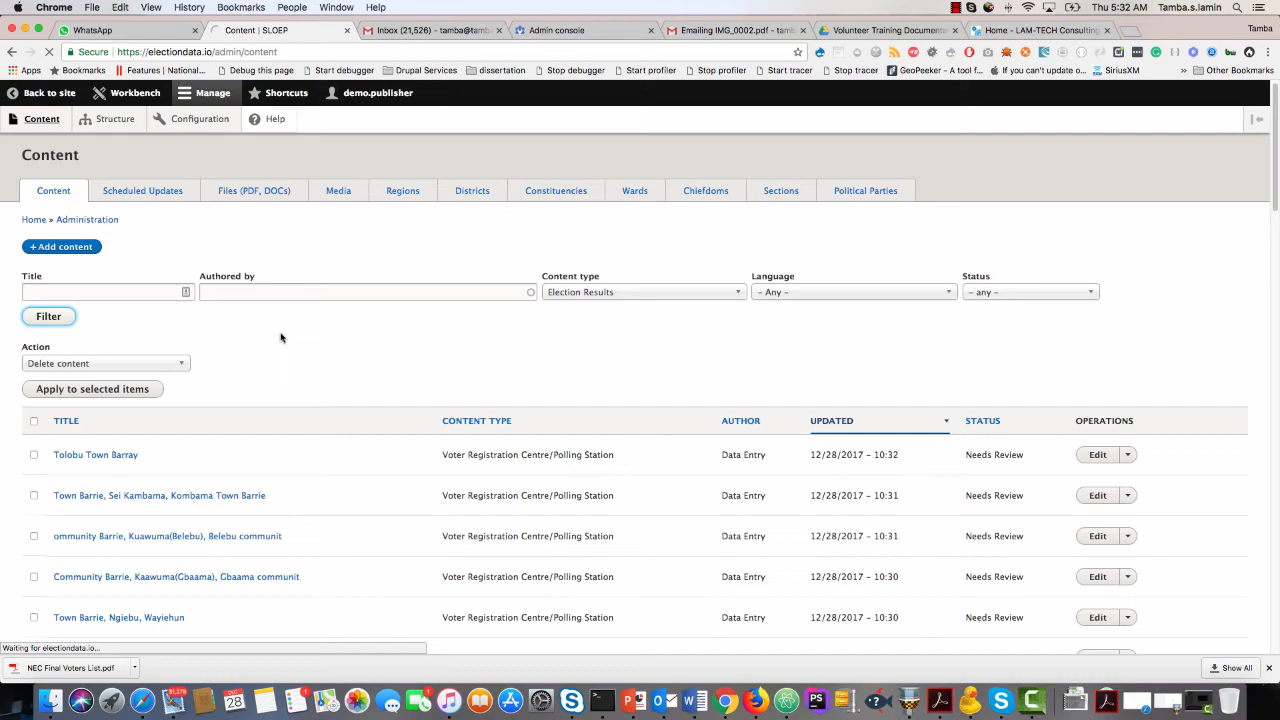 Chrome File Edit View History Bookmarks People Window Help Thu 5:32 AM Tamba.s.lamin
WhatsApp Content | SLOEP Inbox (21,526) - tamba@tamba Admin console Emailing IMG_0002.pdf - tamba Volunteer Training Documenta Home - LAM-TECH Consulting Tamba
Secure https://electiondata.io/admin/content
Apps Bookmarks Features | National... Debug this page Start debugger Drupal Services dissertation Stop debugger Start profiler Stop profiler Start tracer Stop tracer GeoPeeker - A tool f... If you can't update o... SiriusXM » Other Bookmarks
Back to site Workbench Manage Shortcuts demo.publisher
Content Structure Configuration Help
Content
Content Scheduled Updates Files (PDF, DOCs) Media Regions Districts Constituencies Wards Chiefdoms Sections Political Parties
Home » Administration
+ Add content
Title Authored by Content type Language Status
Election Results - Any - - any -
Filter
Action
Delete content
Apply to selected items
TITLE CONTENT TYPE AUTHOR UPDATED STATUS OPERATIONS
Tolobu Town Barray Voter Registration Centre/Polling Station Data Entry 12/28/2017 - 10:32 Needs Review Edit
Town Barrie, Sei Kambama, Kombama Town Barrie Voter Registration Centre/Polling Station Data Entry 12/28/2017 - 10:31 Needs Review Edit
ommunity Barrie, Kuawuma(Belebu), Belebu communit Voter Registration Centre/Polling Station Data Entry 12/28/2017 - 10:31 Needs Review Edit
Community Barrie, Kaawuma(Gbaama), Gbaama communit Voter Registration Centre/Polling Station Data Entry 12/28/2017 - 10:30 Needs Review Edit
Town Barrie, Ngiebu, Wayiehun Voter Registration Centre/Polling Station Data Entry 12/28/2017 - 10:30 Needs Review Edit
Waiting for electiondata.io...
NEC Final Voters List.pdf Show All
31,278 DEC 28 1 1